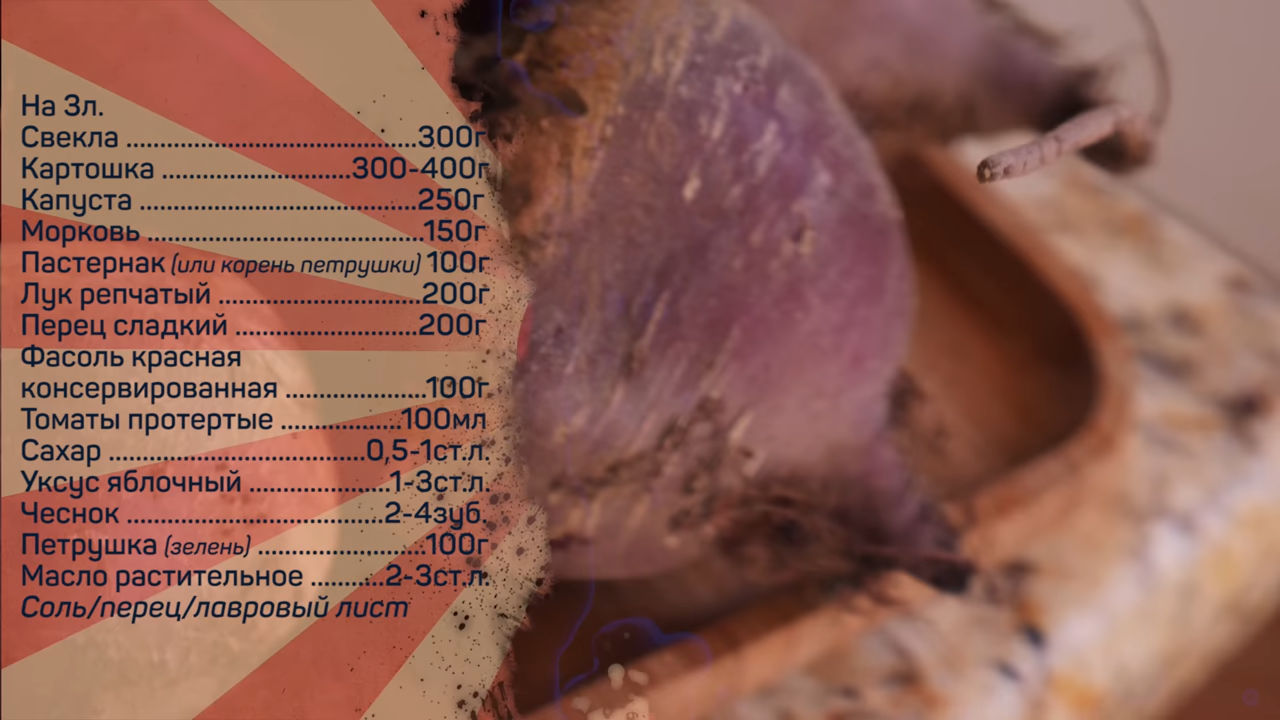 На 3л.
Свекла ....................................300г
Картошка .......................300-400г
Капуста ..................................250г
Морковь ..................................150г
Пастернак (или корень петрушки) 100г
Лук репчатый .........................200г
Перец сладкий .......................200г
Фасоль красная
консервированная .................100г
Томаты протертые ...............100мл
Сахар ................................0,5-1ст.л.
Уксус яблочный .................1-3ст.л.
Чеснок ................................2-4зуб.
Петрушка (зелень) .....................100г
Масло растительное .........2-3ст.л.
Соль/перец/лавровый лист